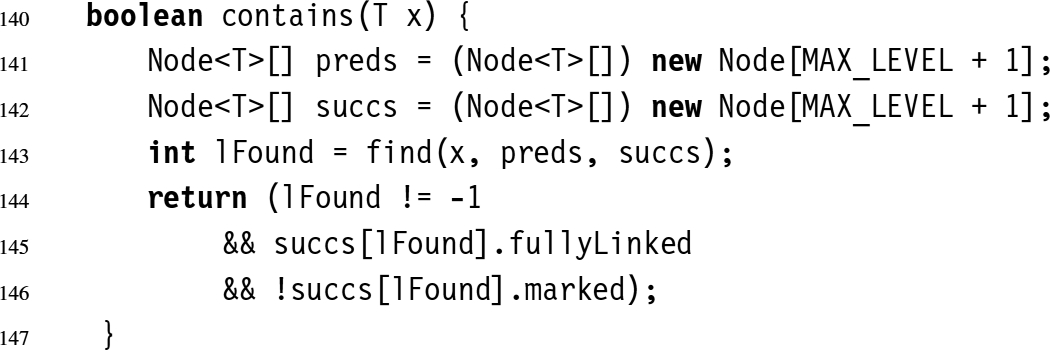 140 boolean contains(T x) {
141 Node<T>[] preds = (Node<T>[]) new Node[MAX_LEVEL + 1];
142 Node<T>[] succs = (Node<T>[]) new Node[MAX_LEVEL + 1];
143 int lFound = find(x, preds, succs);
144 return (lFound != -1
145 && succs[lFound].fullyLinked
146 && !succs[lFound].marked);
147 }